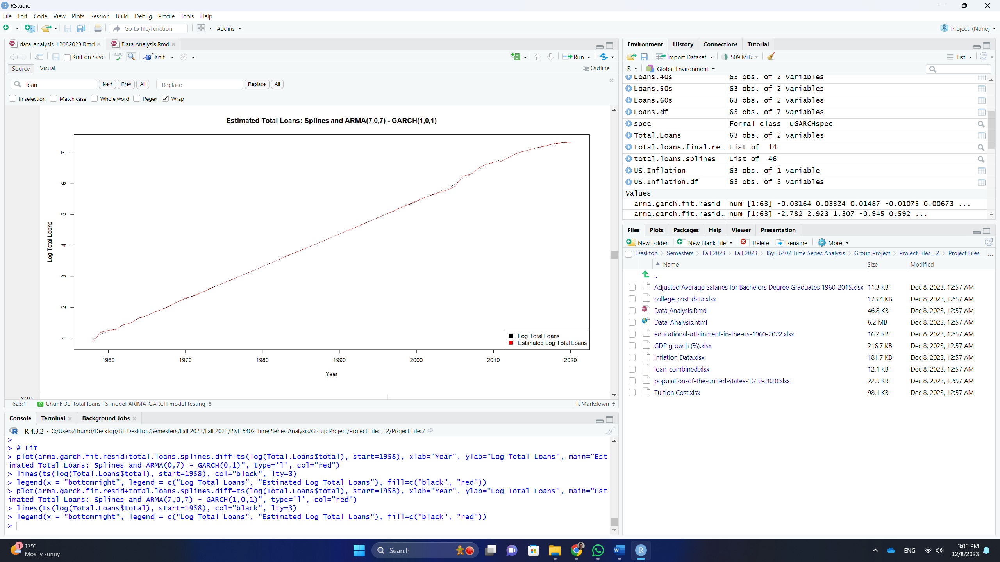 RStudio
File Edit Code View Plots Session Build Debug Profile Tools Help
Go to file/function Addins Project: (None)
data_analysis_12082023.Rmd Data Analysis.Rmd
Knit on Save ABC Knit Run
Source Visual Outline
loan Next Prev All Replace Replace All
In selection Match case Whole word Regex Wrap
Estimated Total Loans: Splines and ARMA(7,0,7) - GARCH(1,0,1)
7
6
5
4
3
2
1
Log Total Loans
Log Total Loans
Estimated Log Total Loans
1960 1970 1980 1990 2000 2010 2020
Year
629
625:1 C Chunk 30: total loans TS model ARIMA-GARCH model testing R Markdown
Console Terminal Background Jobs
R 4.3.2 · C:/Users/thumo/Desktop/GT Desktop/Semesters/Fall 2023/Fall 2023/ISyE 6402 Time Series Analysis/Group Project/Project Files _ 2/Project Files/
>
> # Fit
> plot(arma.garch.fit.resid+total.loans.splines.diff+ts(log(Total.Loans$total), start=1958), xlab="Year", ylab="Log Total Loans", main="Est
imated Total Loans: Splines and ARMA(0,7) - GARCH(0,1)", type='l', col="red")
> lines(ts(log(Total.Loans$total), start=1958), col="black", lty=3)
> legend(x = "bottomright", legend = c("Log Total Loans", "Estimated Log Total Loans"), fill=c("black", "red"))
> plot(arma.garch.fit.resid+total.loans.splines.diff+ts(log(Total.Loans$total), start=1958), xlab="Year", ylab="Log Total Loans", main="Est
imated Total Loans: Splines and ARMA(7,0,7) - GARCH(1,0,1)", type='l', col="red")
> lines(ts(log(Total.Loans$total), start=1958), col="black", lty=3)
> legend(x = "bottomright", legend = c("Log Total Loans", "Estimated Log Total Loans"), fill=c("black", "red"))
>
Environment History Connections Tutorial
Import Dataset 509 MiB List
R Global Environment
Loans.40s 63 obs. of 2 variables
Loans.50s 63 obs. of 2 variables
Loans.60s 63 obs. of 2 variables
Loans.df 63 obs. of 7 variables
spec Formal class uGARCHspec
Total.Loans 63 obs. of 2 variables
total.loans.final.re… List of 14
total.loans.splines List of 46
US.Inflation 63 obs. of 1 variable
US.Inflation.df 63 obs. of 3 variables
Values
arma.garch.fit.resid num [1:63] -0.03164 0.03324 0.01487 -0.01075 0.00673 ...
arma.garch.fit.resid… num [1:63] -2.782 2.923 1.307 -0.945 0.592 ...
Files Plots Packages Help Viewer Presentation
New Folder New Blank File Delete Rename More
Desktop Semesters Fall 2023 Fall 2023 ISyE 6402 Time Series Analysis Group Project Project Files _ 2 Project Files ...
Name Size Modified
..
Adjusted Average Salaries for Bachelors Degree Graduates 1960-2015.xlsx 11.3 KB Dec 8, 2023, 12:57 AM
college_cost_data.xlsx 173.4 KB Dec 8, 2023, 12:57 AM
Data Analysis.Rmd 46.8 KB Dec 8, 2023, 12:57 AM
Data-Analysis.html 6.2 MB Dec 8, 2023, 12:57 AM
educational-attainment-in-the-us-1960-2022.xlsx 16.2 KB Dec 8, 2023, 12:57 AM
GDP growth (%).xlsx 216.7 KB Dec 8, 2023, 12:57 AM
Inflation Data.xlsx 181.7 KB Dec 8, 2023, 12:57 AM
loan_combined.xlsx 12.1 KB Dec 8, 2023, 12:57 AM
population-of-the-united-states-1610-2020.xlsx 22.5 KB Dec 8, 2023, 12:57 AM
Tuition Cost.xlsx 98.1 KB Dec 8, 2023, 12:57 AM
1 17°C
Mostly sunny
Search
ENG
3:00 PM
12/8/2023